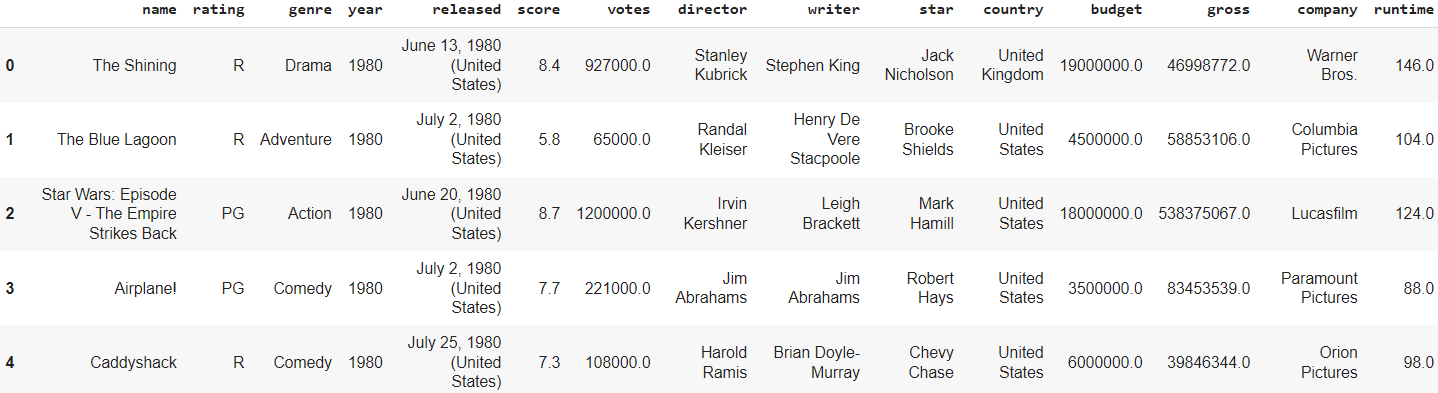 name rating genre year released score votes director writer star country budget gross company runtime
0 The Shining R Drama 1980 June 13, 1980 (United States) 8.4 927000.0 Stanley Kubrick Stephen King Jack Nicholson United Kingdom 19000000.0 46998772.0 Warner Bros. 146.0
1 The Blue Lagoon R Adventure 1980 July 2, 1980 (United States) 5.8 65000.0 Randal Kleiser Henry De Vere Stacpoole Brooke Shields United States 4500000.0 58853106.0 Columbia Pictures 104.0
2 Star Wars: Episode V - The Empire Strikes Back PG Action 1980 June 20, 1980 (United States) 8.7 1200000.0 Irvin Kershner Leigh Brackett Mark Hamill United States 18000000.0 538375067.0 Lucasfilm 124.0
3 Airplane! PG Comedy 1980 July 2, 1980 (United States) 7.7 221000.0 Jim Abrahams Jim Abrahams Robert Hays United States 3500000.0 83453539.0 Paramount Pictures 88.0
4 Caddyshack R Comedy 1980 July 25, 1980 (United States) 7.3 108000.0 Harold Ramis Brian Doyle-Murray Chevy Chase United States 6000000.0 39846344.0 Orion Pictures 98.0